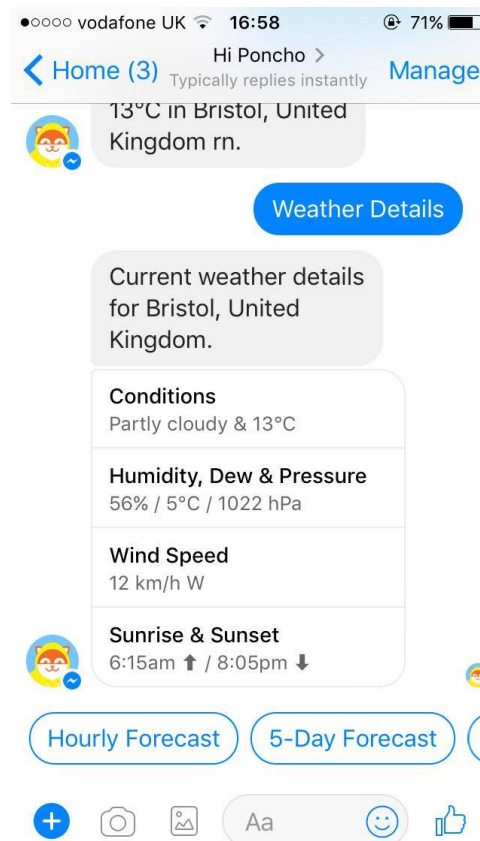 vodafone UK 16:58 71%
Home (3) Hi Poncho > Manage
Typically replies instantly
13°C in Bristol, United
Kingdom rn.
Weather Details
Current weather details
for Bristol, United
Kingdom.
Conditions
Partly cloudy & 13°C
Humidity, Dew & Pressure
56% / 5°C / 1022 hPa
Wind Speed
12 km/h W
Sunrise & Sunset
6:15am ⬆ / 8:05pm ⬇
Hourly Forecast 5-Day Forecast
Aa